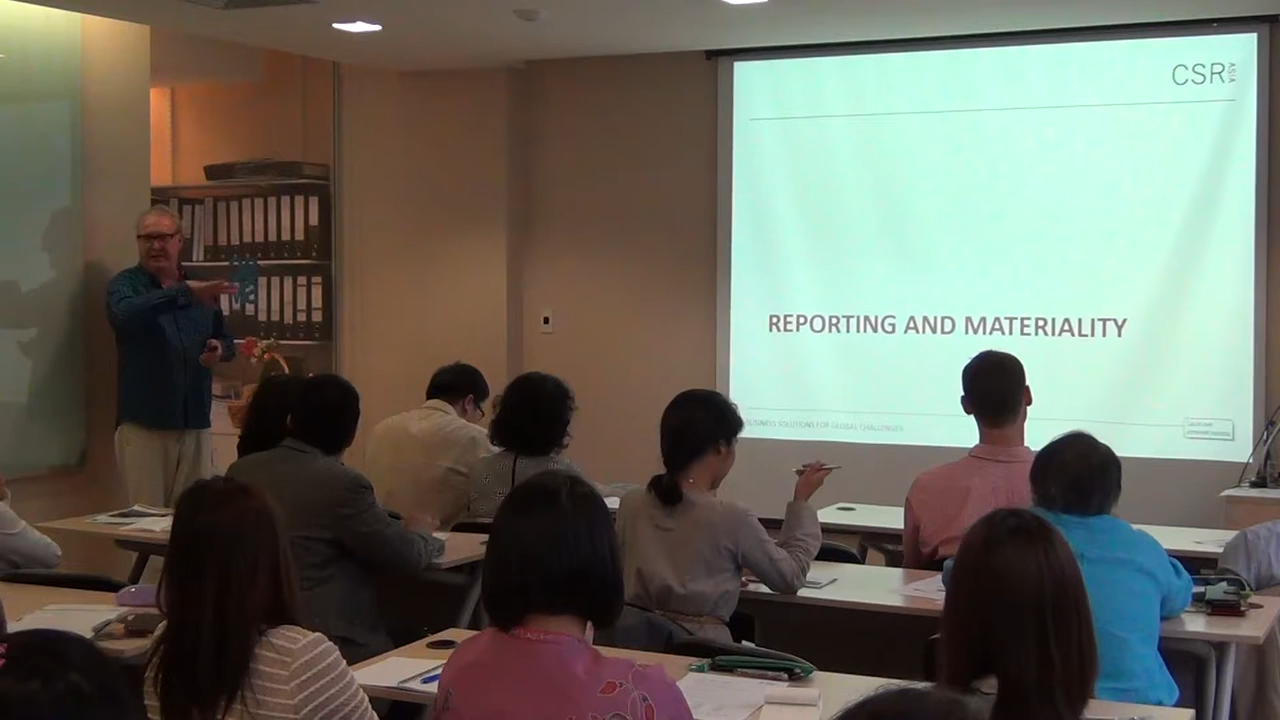 CSR ASIA
REPORTING AND MATERIALITY
BUSINESS SOLUTIONS FOR GLOBAL CHALLENGES